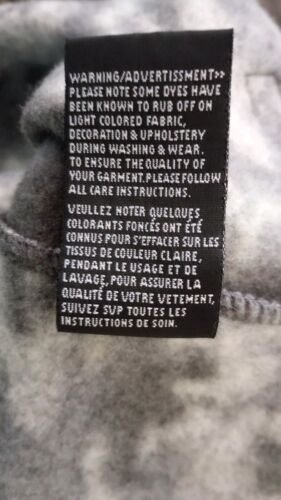 WARNING/ADVERTISSMENT>>
PLEASE NOTE SOME DYES HAVE
BEEN KNOWN TO RUB OFF ON
LIGHT COLORED FABRIC,
DECORATION & UPHOLSTERY
DURING WASHING & WEAR.
TO ENSURE THE QUALITY OF
YOUR GARMENT.PLEASE FOLLOW
ALL CARE INSTRUCTIONS.
VEUILLEZ NOTER QUELQUES
COLORANTS FONCÉS ONT ÉTÉ
CONNUS POUR S'EFFACER SUR LES
TISSUS DE COULEUR CLAIRE,
PENDANT LE USAGE ET DE
LAVAGE, POUR ASSURER LA
QUALITÉ DE VOTRE VETEMENT,
SUIVEZ SVP TOUTES LES
INSTRUCTIONS DE SOIN.